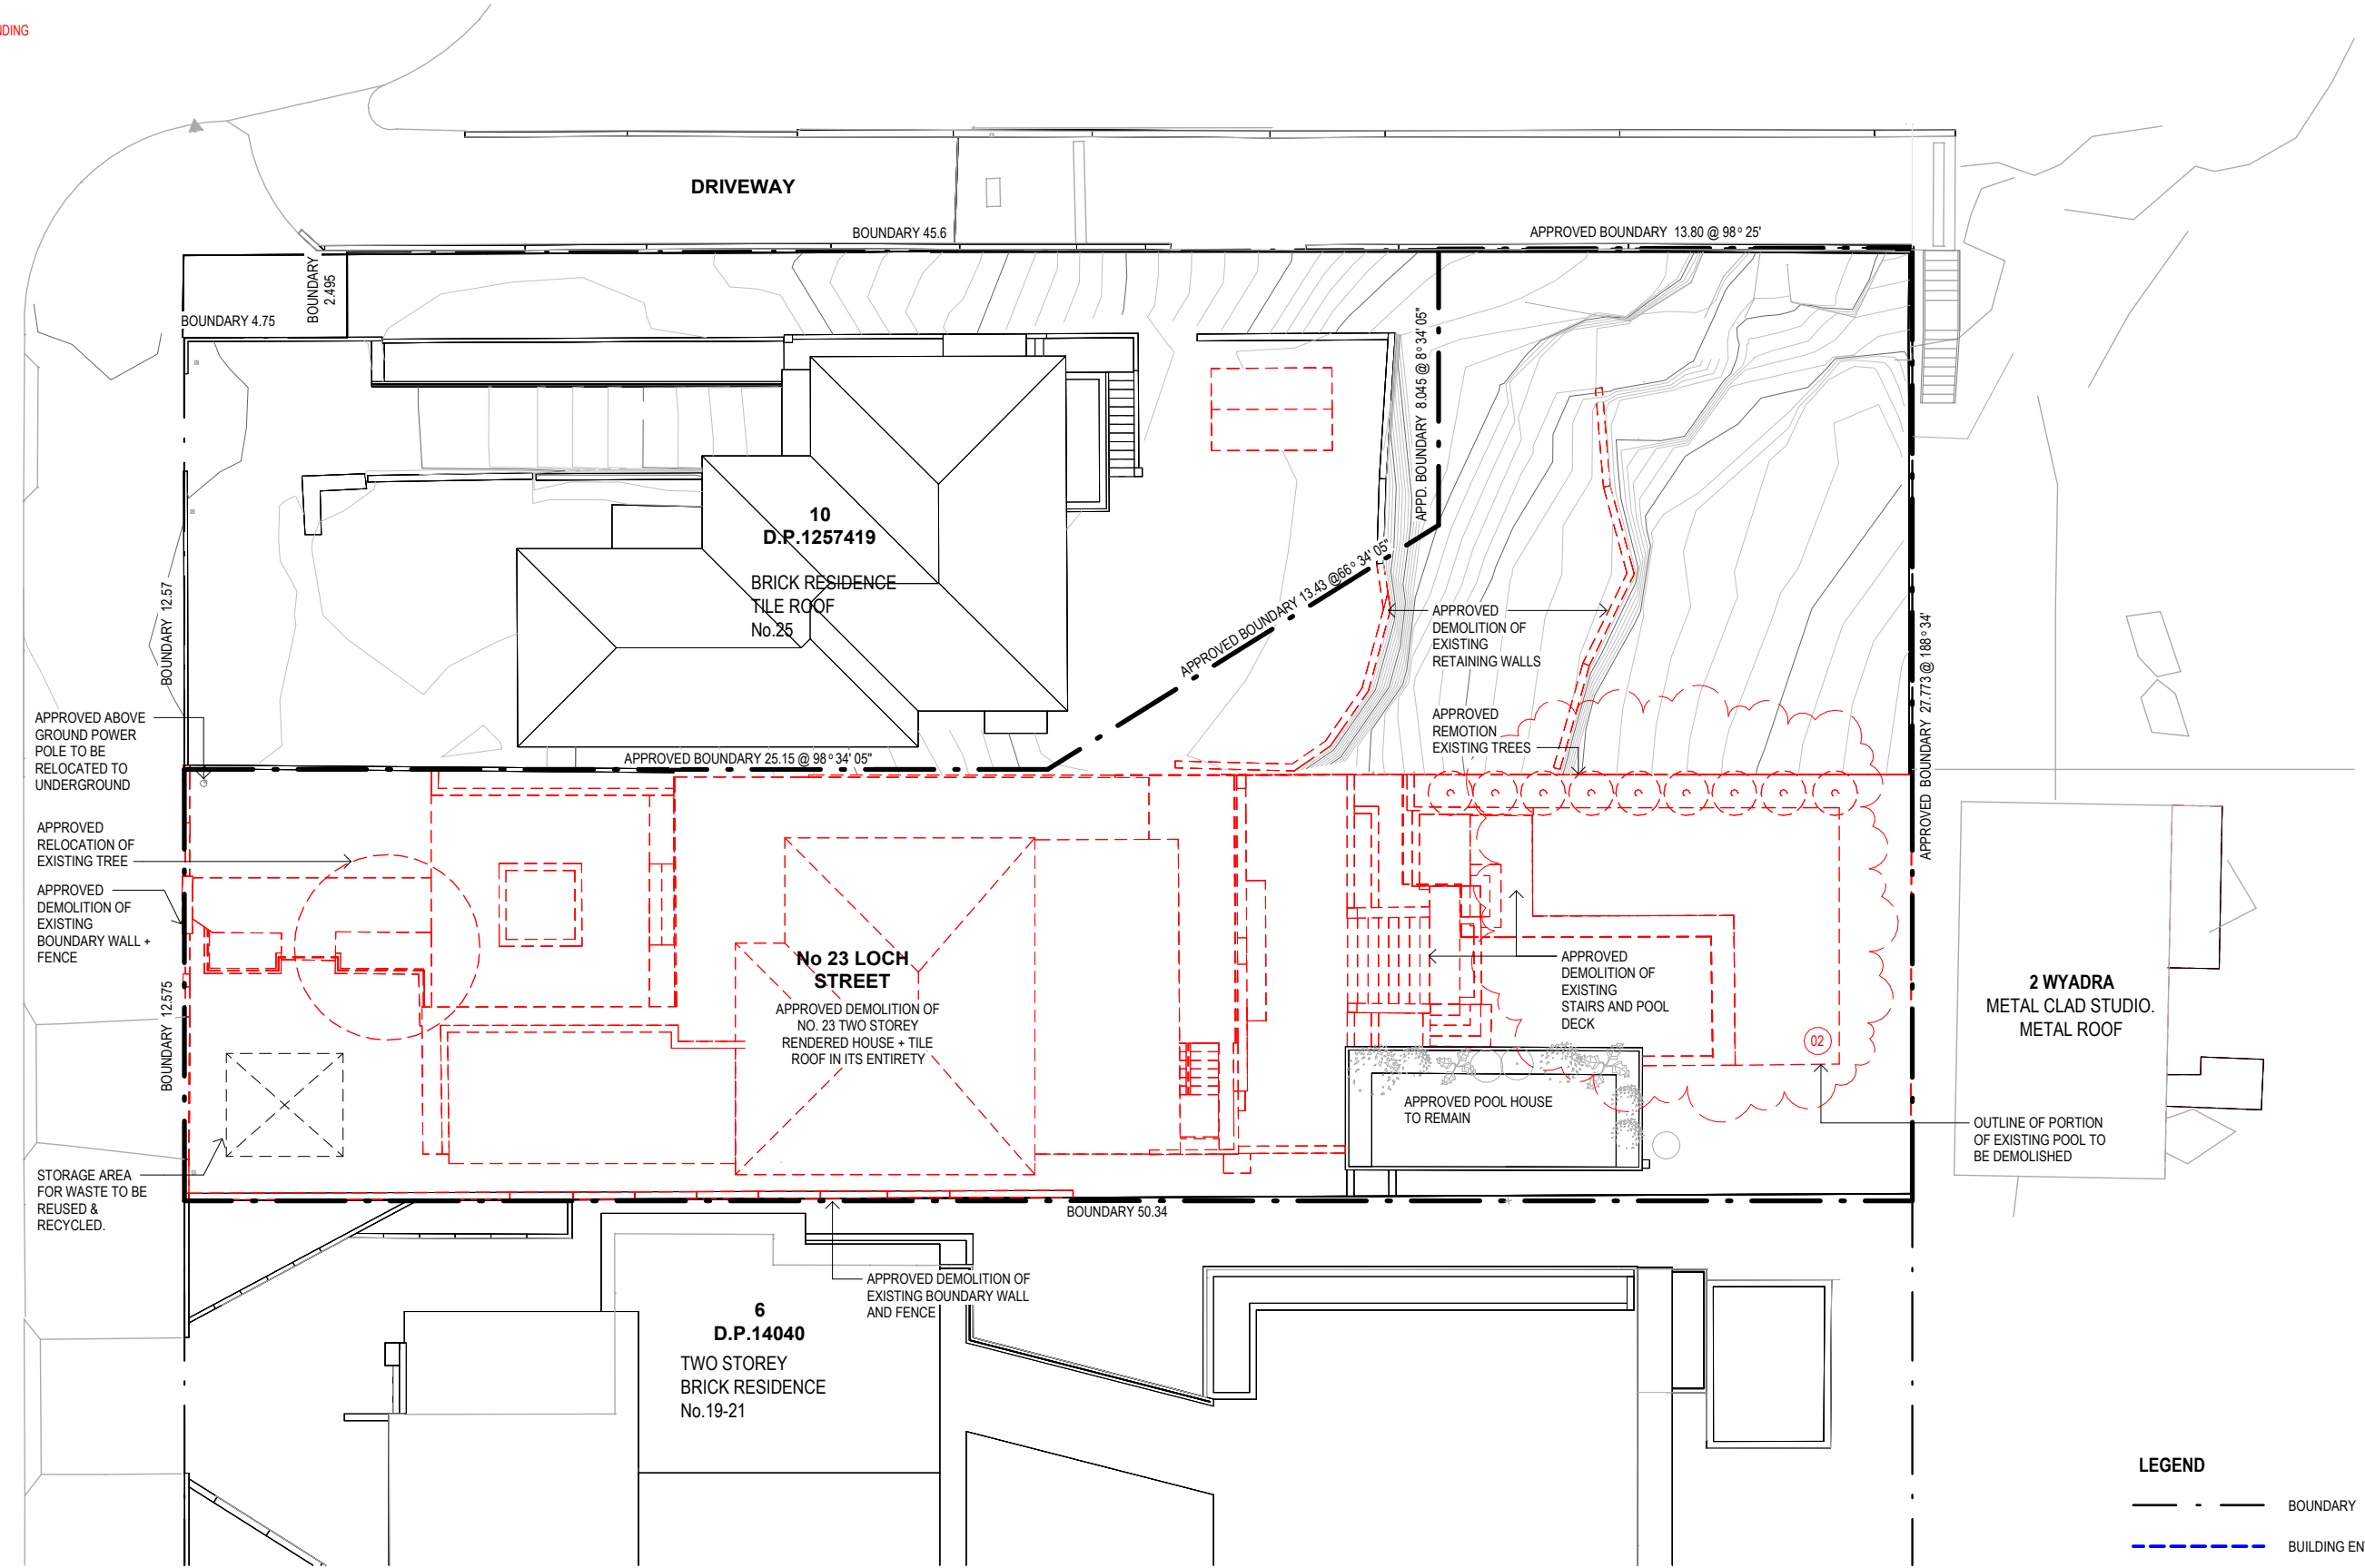 DRIVEWAY
BOUNDARY 45.6
APPROVED BOUNDARY 13.80 @ 98° 25'
BOUNDARY
2.495
BOUNDARY 4.75
APPD. BOUNDARY 8.045 @ 8° 34' 05"
10
D.P.1257419
BRICK RESIDENCE
TILE ROOF
No.25
BOUNDARY 12.57
APPROVED BOUNDARY 13.43 @66° 34' 05"
APPROVED
DEMOLITION OF
EXISTING
RETAINING WALLS
APPROVED BOUNDARY 27.773 @ 188° 34'
APPROVED
REMOTION
EXISTING TREES
APPROVED ABOVE
GROUND POWER
POLE TO BE
RELOCATED TO
UNDERGROUND
APPROVED BOUNDARY 25.15 @ 98° 34' 05"
APPROVED
RELOCATION OF
EXISTING TREE
APPROVED
DEMOLITION OF
EXISTING
BOUNDARY WALL +
FENCE
BOUNDARY 12.575
No 23 LOCH
STREET
APPROVED DEMOLITION OF
NO. 23 TWO STOREY
RENDERED HOUSE + TILE
ROOF IN ITS ENTIRETY
APPROVED
DEMOLITION OF
EXISTING
STAIRS AND POOL
DECK
02
2 WYADRA
METAL CLAD STUDIO.
METAL ROOF
APPROVED POOL HOUSE
TO REMAIN
OUTLINE OF PORTION
OF EXISTING POOL TO
BE DEMOLISHED
STORAGE AREA
FOR WASTE TO BE
REUSED &
RECYCLED.
BOUNDARY 50.34
APPROVED DEMOLITION OF
EXISTING BOUNDARY WALL
AND FENCE
6
D.P.14040
TWO STOREY
BRICK RESIDENCE
No.19-21
LEGEND
BOUNDARY
BUILDING